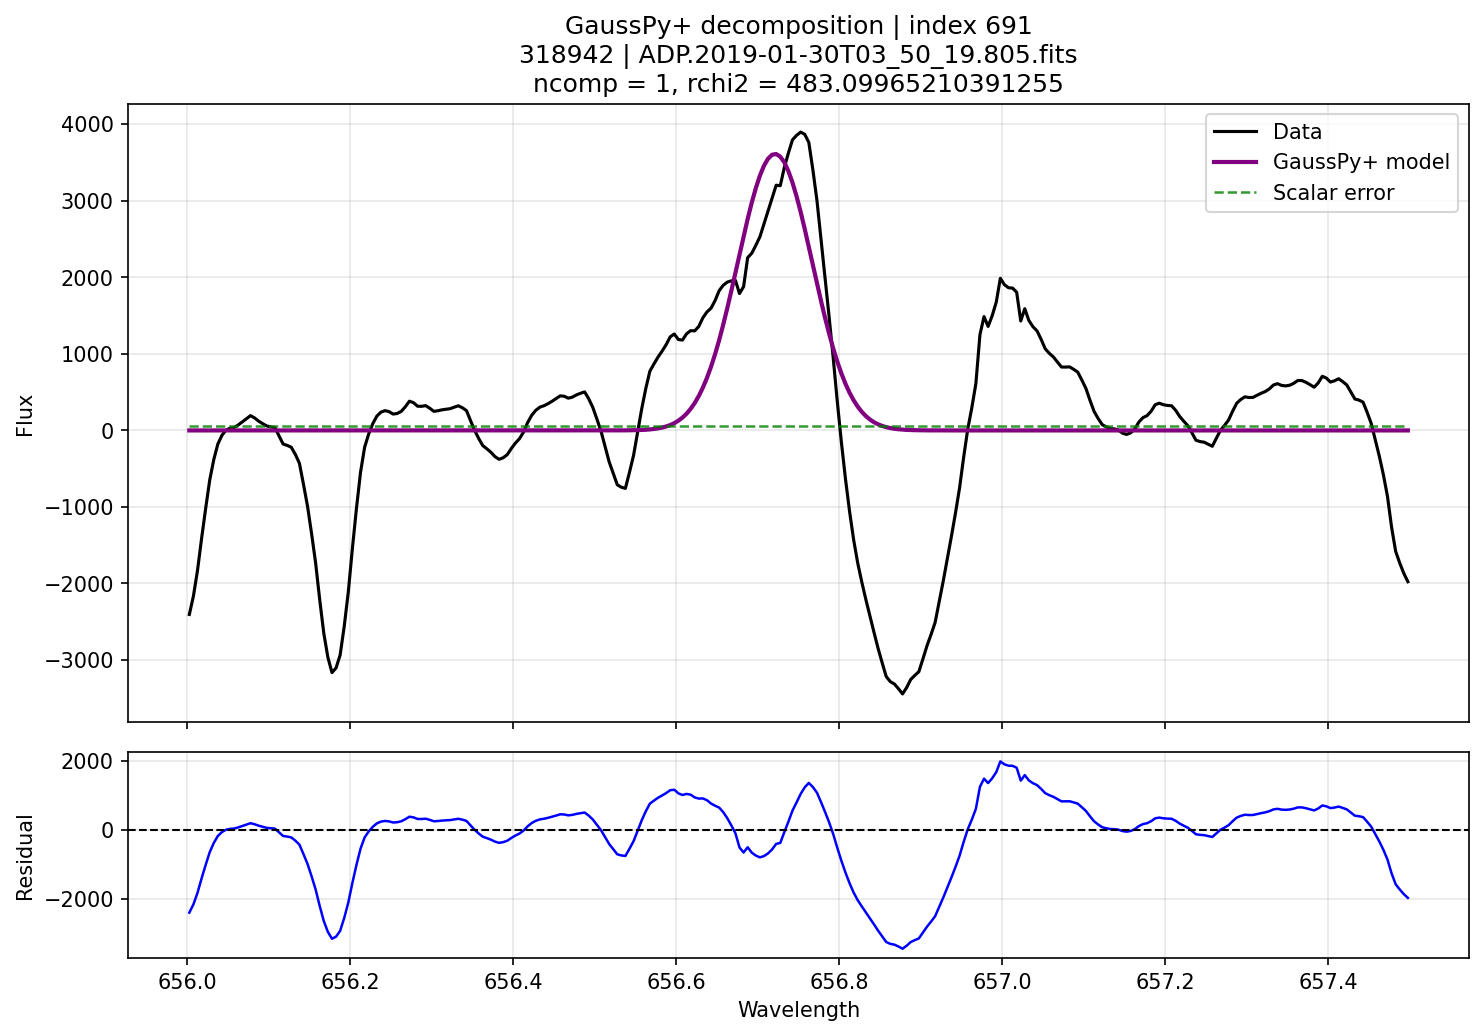 GaussPy+ decomposition | index 691
318942 | ADP.2019-01-30T03_50_19.805.fits
ncomp = 1, rchi2 = 483.09965210391255
Data
GaussPy+ model
Scalar error
Flux
4000
3000
2000
1000
0
−1000
−2000
−3000
Residual
2000
0
−2000
656.0
656.2
656.4
656.6
656.8
657.0
657.2
657.4
Wavelength